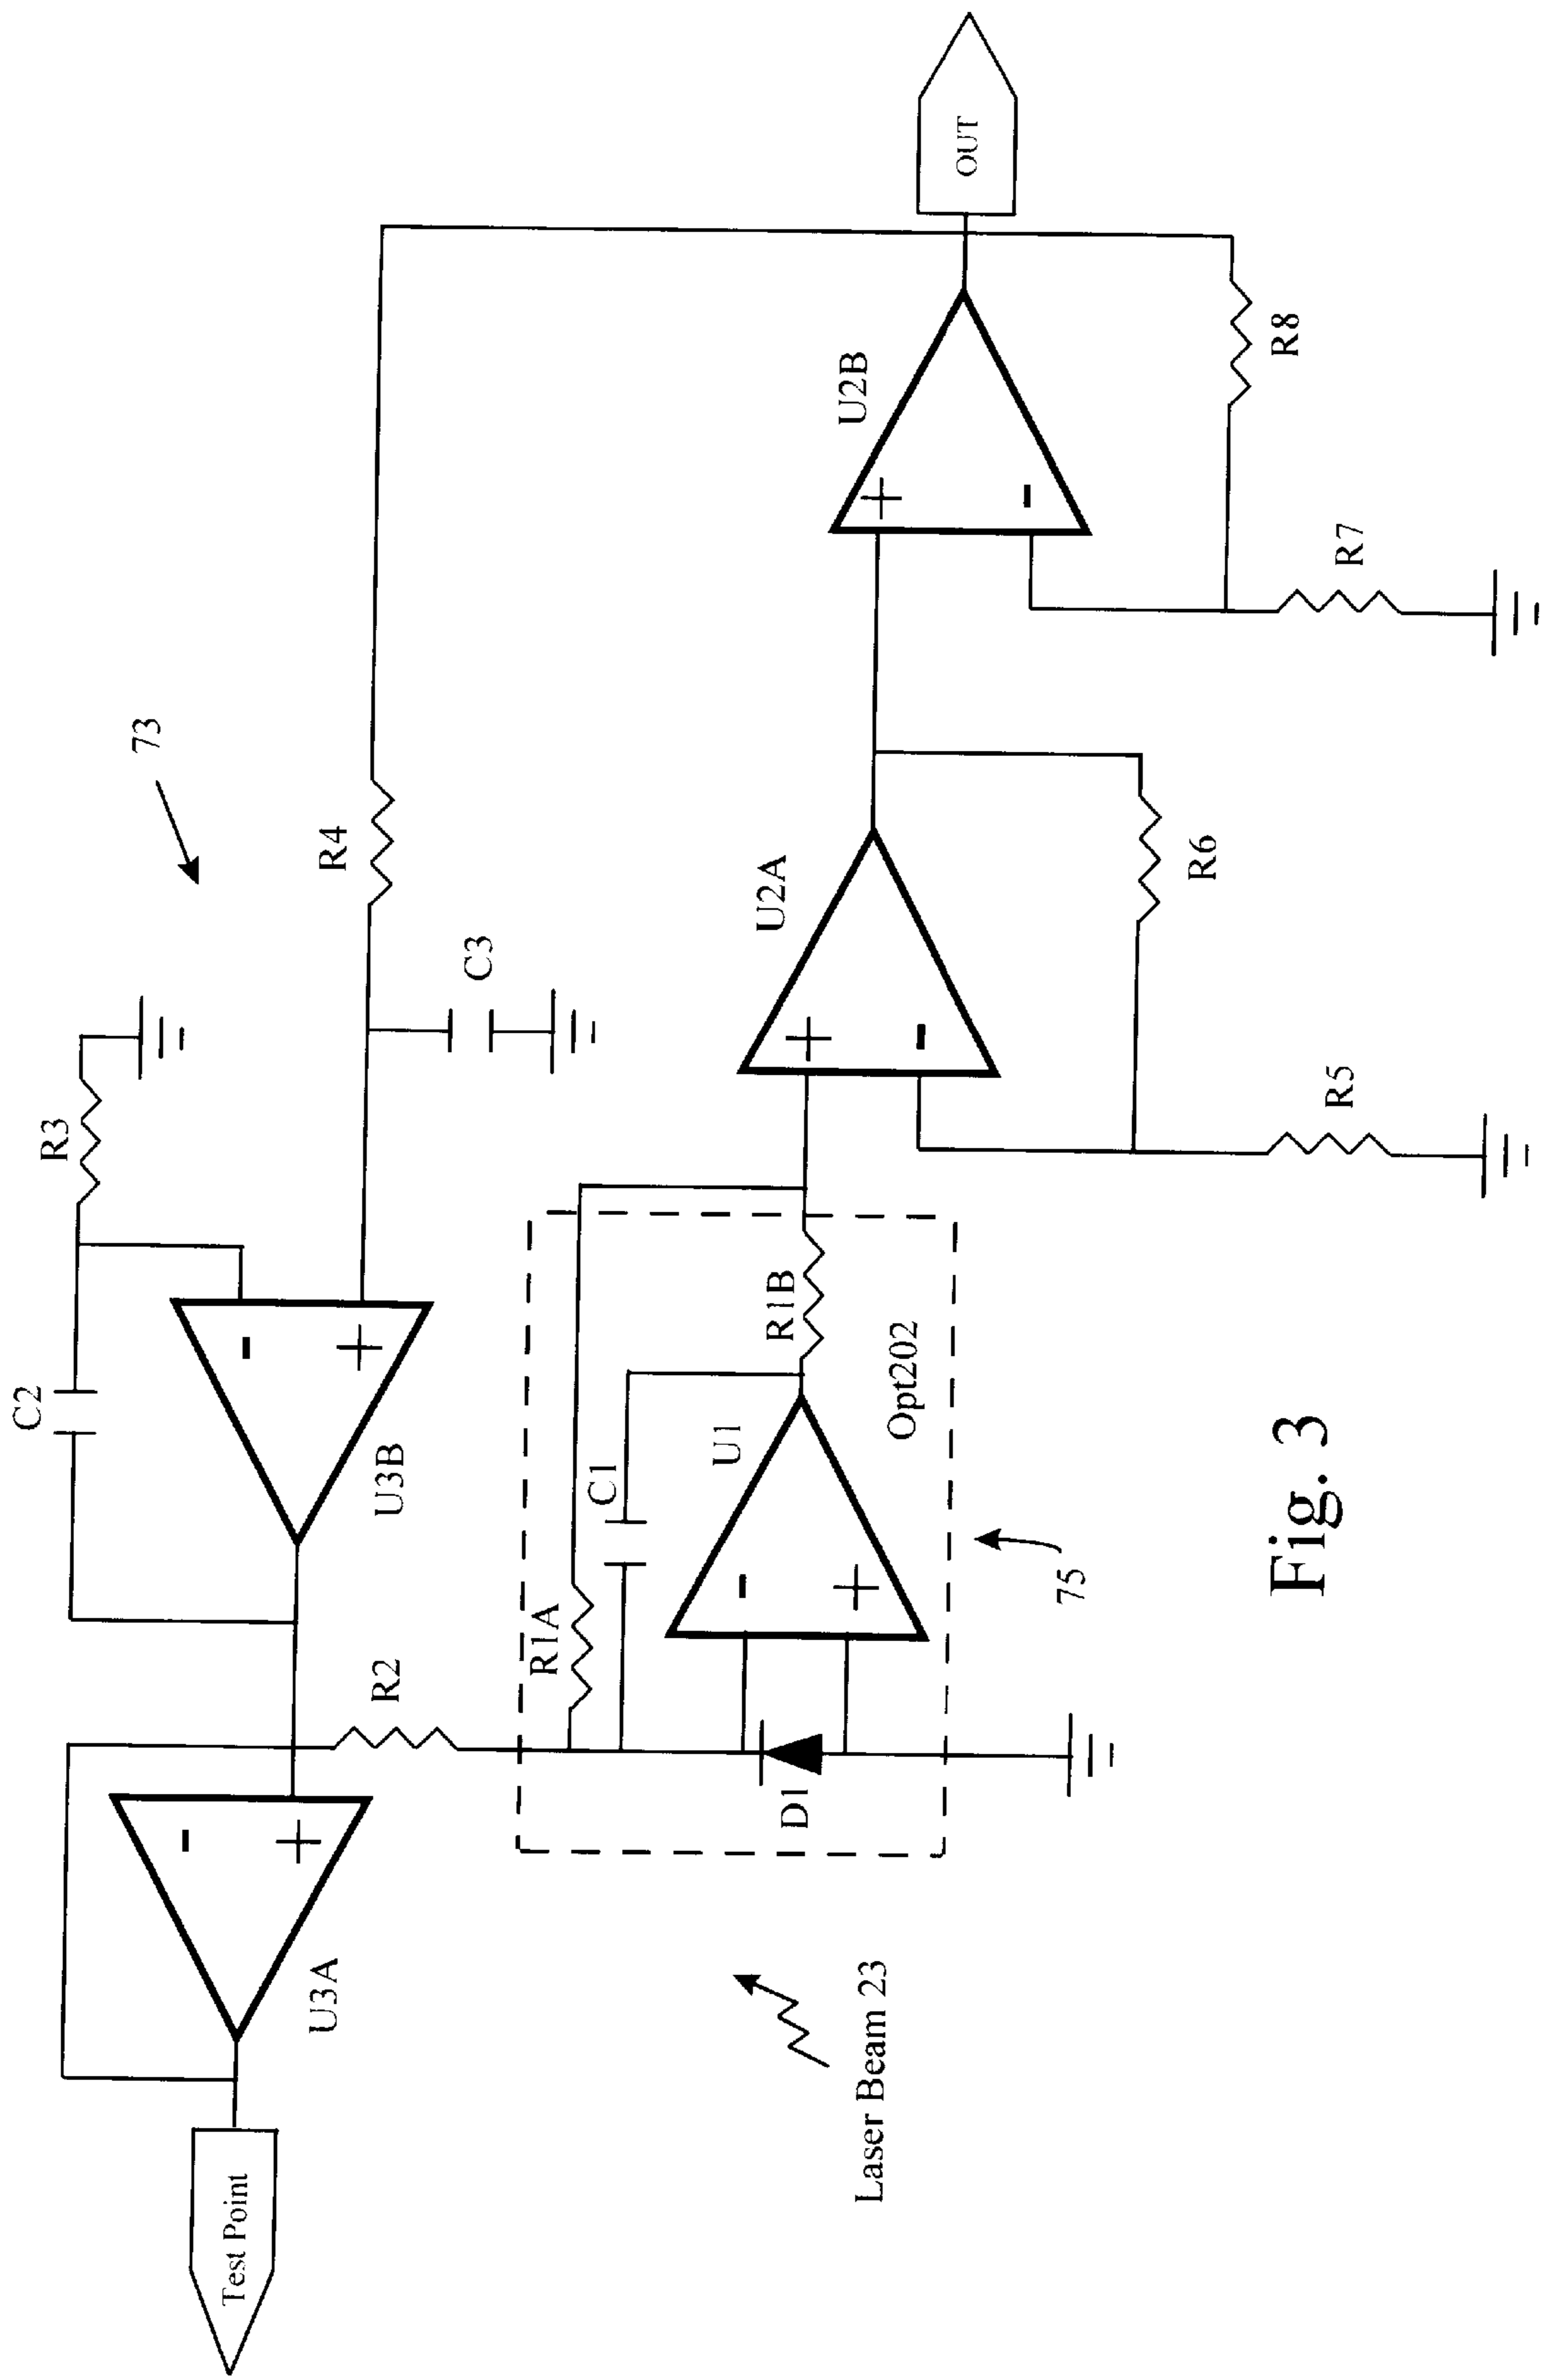 73
C2
R3
-
+
U3B
R4
C3
-
+
U3A
Test Point
R2
R1A
C1
U1
-
+
D1
R1B
Opt202
75
Laser Beam 23
U2A
+
-
R6
R5
U2B
+
-
R8
R7
OUT
Fig. 3